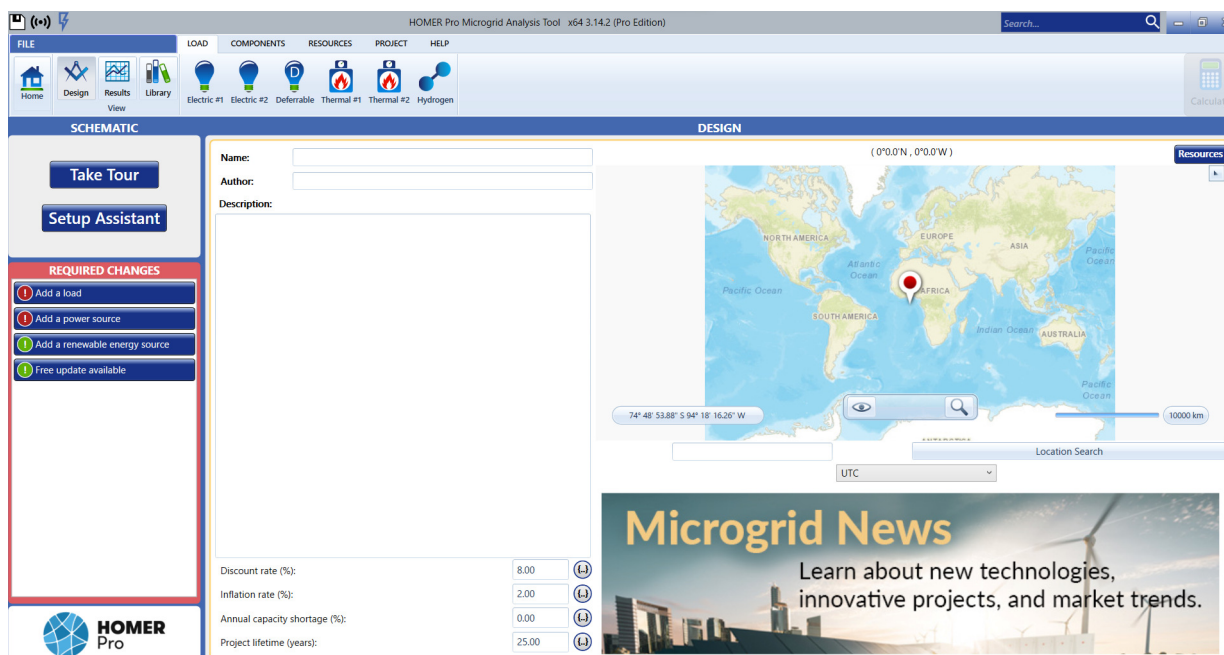 HOMER Pro Microgrid Analysis Tool x64 3.14.2 (Pro Edition)
Search...
FILE
LOAD COMPONENTS RESOURCES PROJECT HELP
Home
Design Results Library
View
Electric #1 Electric #2 Deferrable Thermal #1 Thermal #2 Hydrogen
D
SCHEMATIC
Take Tour
Setup Assistant
REQUIRED CHANGES
Add a load
Add a power source
Add a renewable energy source
Free update available
HOMER
Pro
DESIGN
Name:
Author:
Description:
Discount rate (%): 8.00 {..}
Inflation rate (%): 2.00 {..}
Annual capacity shortage (%): 0.00 {..}
Project lifetime (years): 25.00 {..}
( 0°0.0'N , 0°0.0'W )
Resources
NORTH AMERICA
EUROPE
ASIA
Pacific
Ocean
Atlantic
Ocean
AFRICA
Pacific Ocean
SOUTH AMERICA
Indian Ocean
AUSTRALIA
Pacific
Ocean
74° 48' 53.88" S 94° 18' 16.26" W
10000 km
Location Search
UTC
Microgrid News
Learn about new technologies,
innovative projects, and market trends.